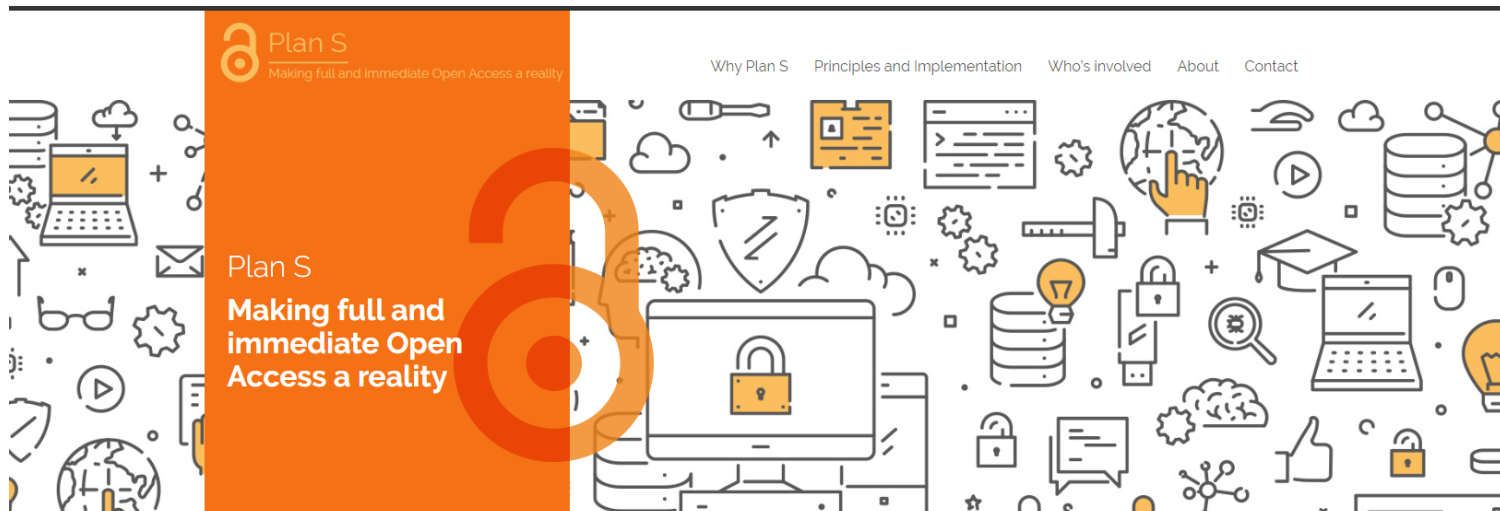 Plan S
Making full and immediate Open Access a reality
Why Plan S Principles and Implementation Who's involved About Contact
Plan S
Making full and
immediate Open
Access a reality